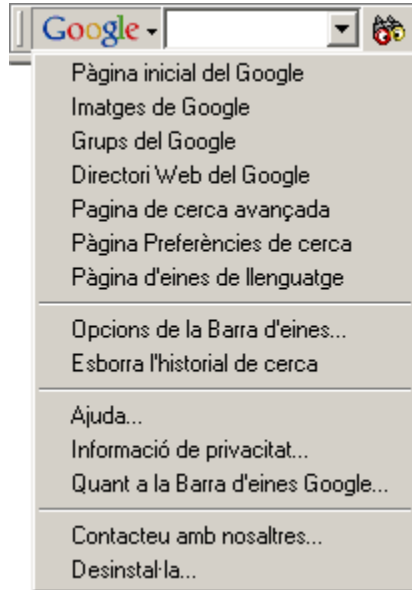 Google
Pàgina inicial del Google
Imatges de Google
Grups del Google
Directori Web del Google
Pagina de cerca avançada
Pàgina Preferències de cerca
Pàgina d'eines de llenguatge
Opcions de la Barra d'eines...
Esborra l'historial de cerca
Ajuda...
Informació de privacitat...
Quant a la Barra d'eines Google...
Contacteu amb nosaltres...
Desinstal·la...